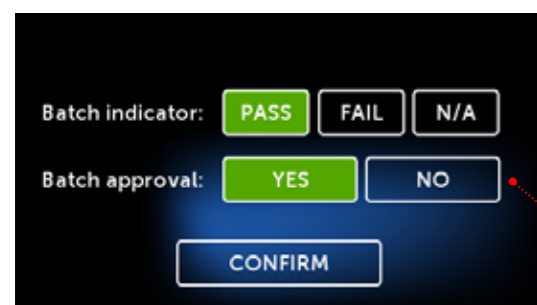 Batch indicator: PASS FAIL N/A
Batch approval: YES NO
CONFIRM